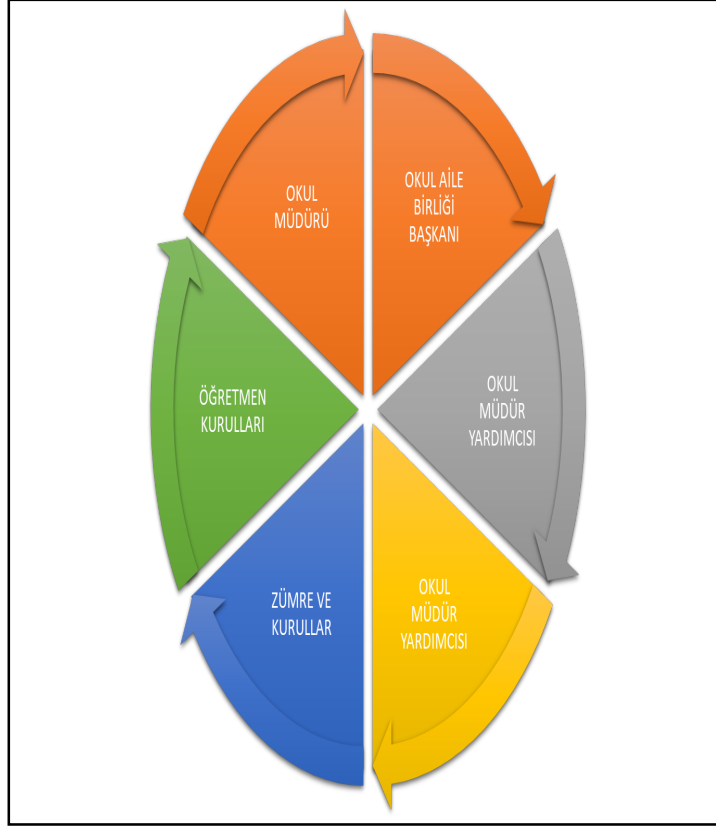 OKUL
MÜDÜRÜ
OKUL AİLE
BİRLİĞİ
BAŞKANI
OKUL
MÜDÜR
YARDIMCISI
OKUL
MÜDÜR
YARDIMCISI
ZÜMRE VE
KURULLAR
ÖĞRETMEN
KURULLARI